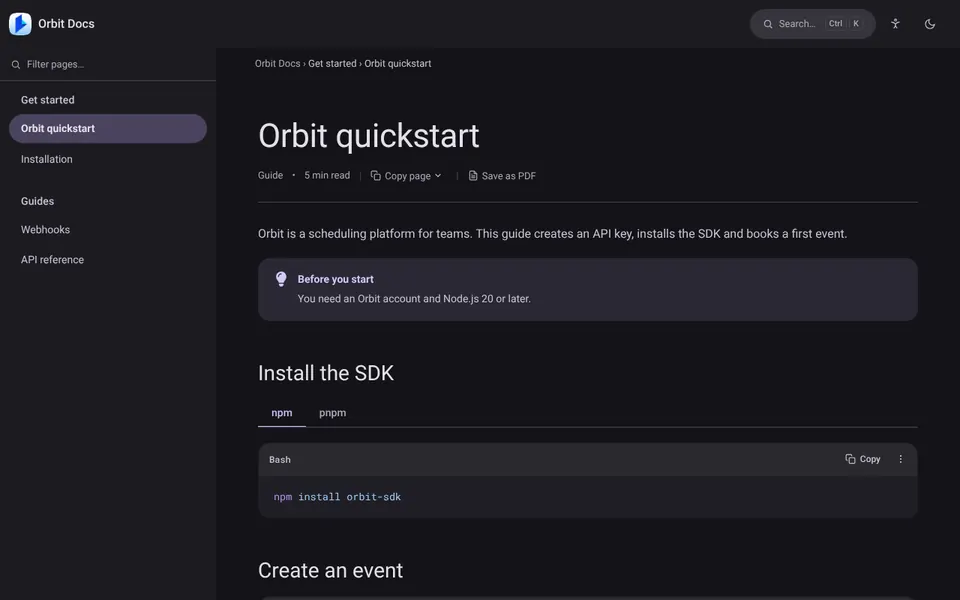 Orbit Docs
Search... Ctrl K
Filter pages...
Get started
Orbit quickstart
Installation
Guides
Webhooks
API reference
Orbit Docs › Get started › Orbit quickstart
Orbit quickstart
Guide • 5 min read | Copy page | Save as PDF
Orbit is a scheduling platform for teams. This guide creates an API key, installs the SDK and books a first event.
Before you start
You need an Orbit account and Node.js 20 or later.
Install the SDK
npm pnpm
Bash Copy
npm install orbit-sdk
Create an event